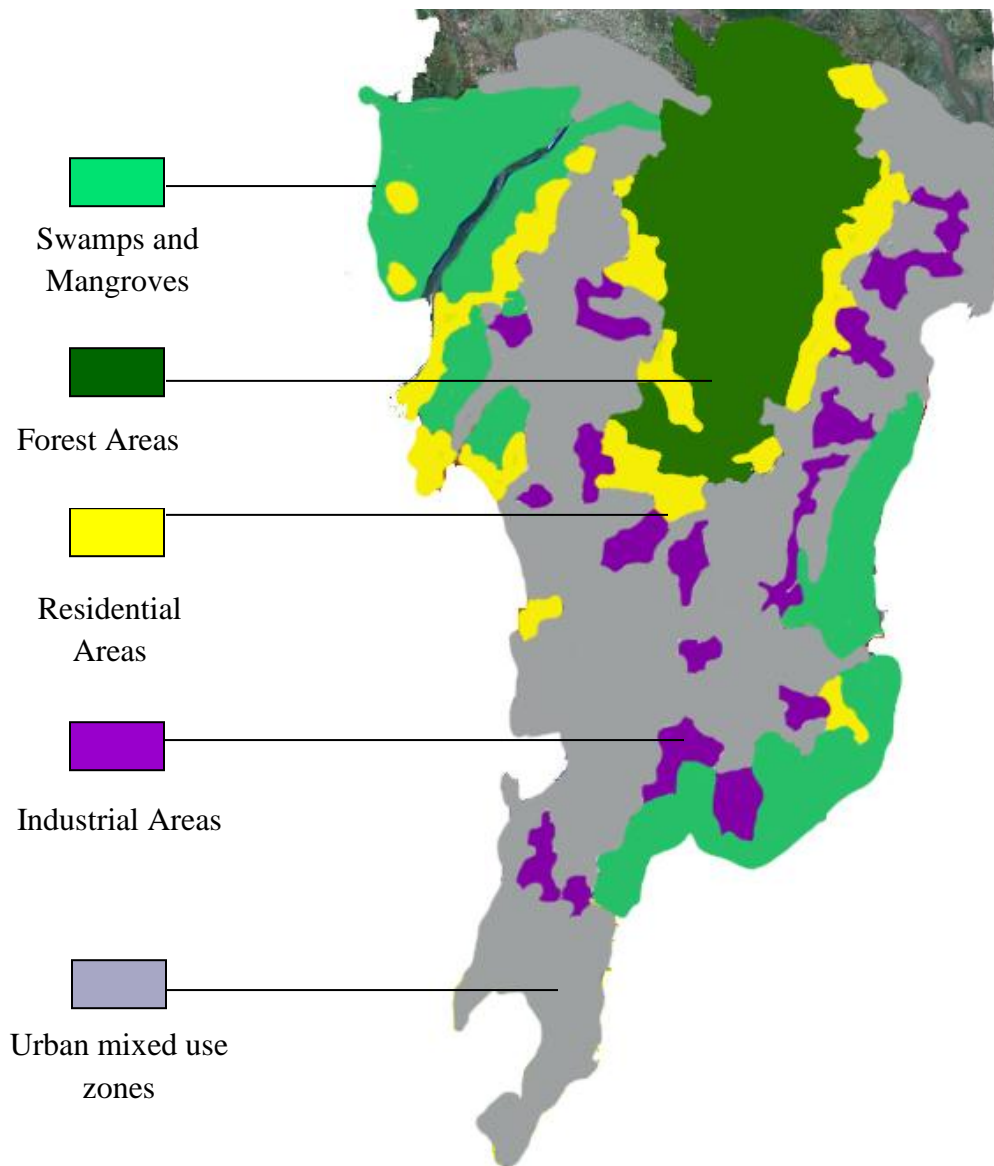 Swamps and
Mangroves
Forest Areas
Residential
Areas
Industrial Areas
Urban mixed use
zones